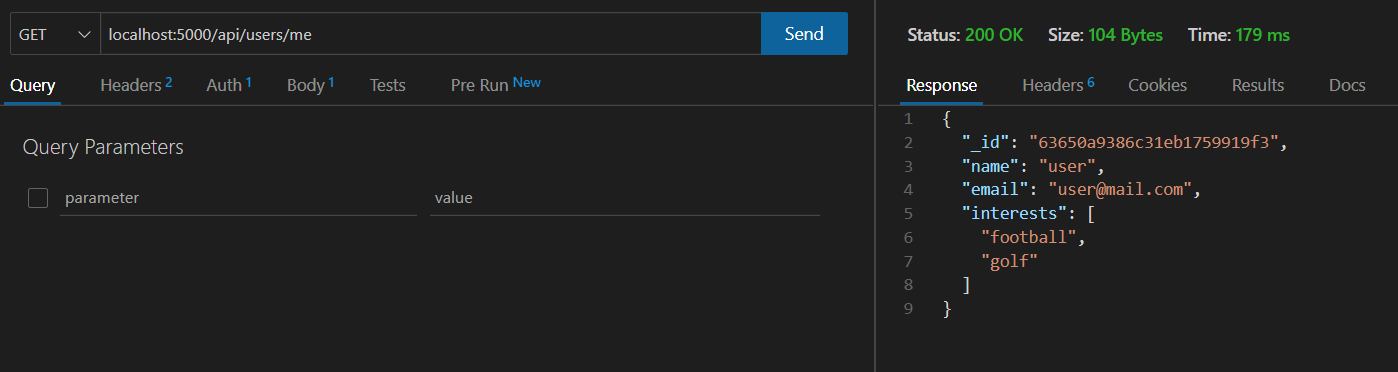 GET localhost:5000/api/users/me Send
Query Headers 2 Auth 1 Body 1 Tests Pre Run New
Query Parameters
parameter value
Status: 200 OK Size: 104 Bytes Time: 179 ms
Response Headers 6 Cookies Results Docs
1 {
2 "_id": "63650a9386c31eb1759919f3",
3 "name": "user",
4 "email": "user@mail.com",
5 "interests": [
6 "football",
7 "golf"
8 ]
9 }